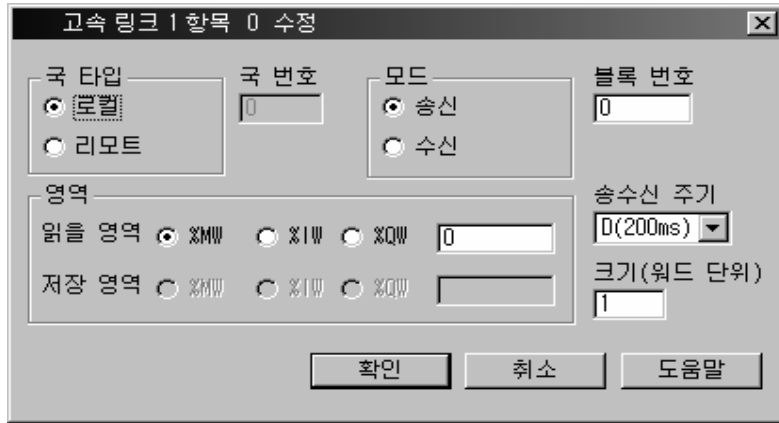 고속 링크 1 항목 0 수정
국 타입 국 번호 모드 블록 번호
로컬 0 송신 0
리모트 수신
영역 송수신 주기
읽을 영역 %MW %IW %QW 0 D(200ms)
저장 영역 %MW %IW %QW 크기(워드 단위)
1
확인 취소 도움말